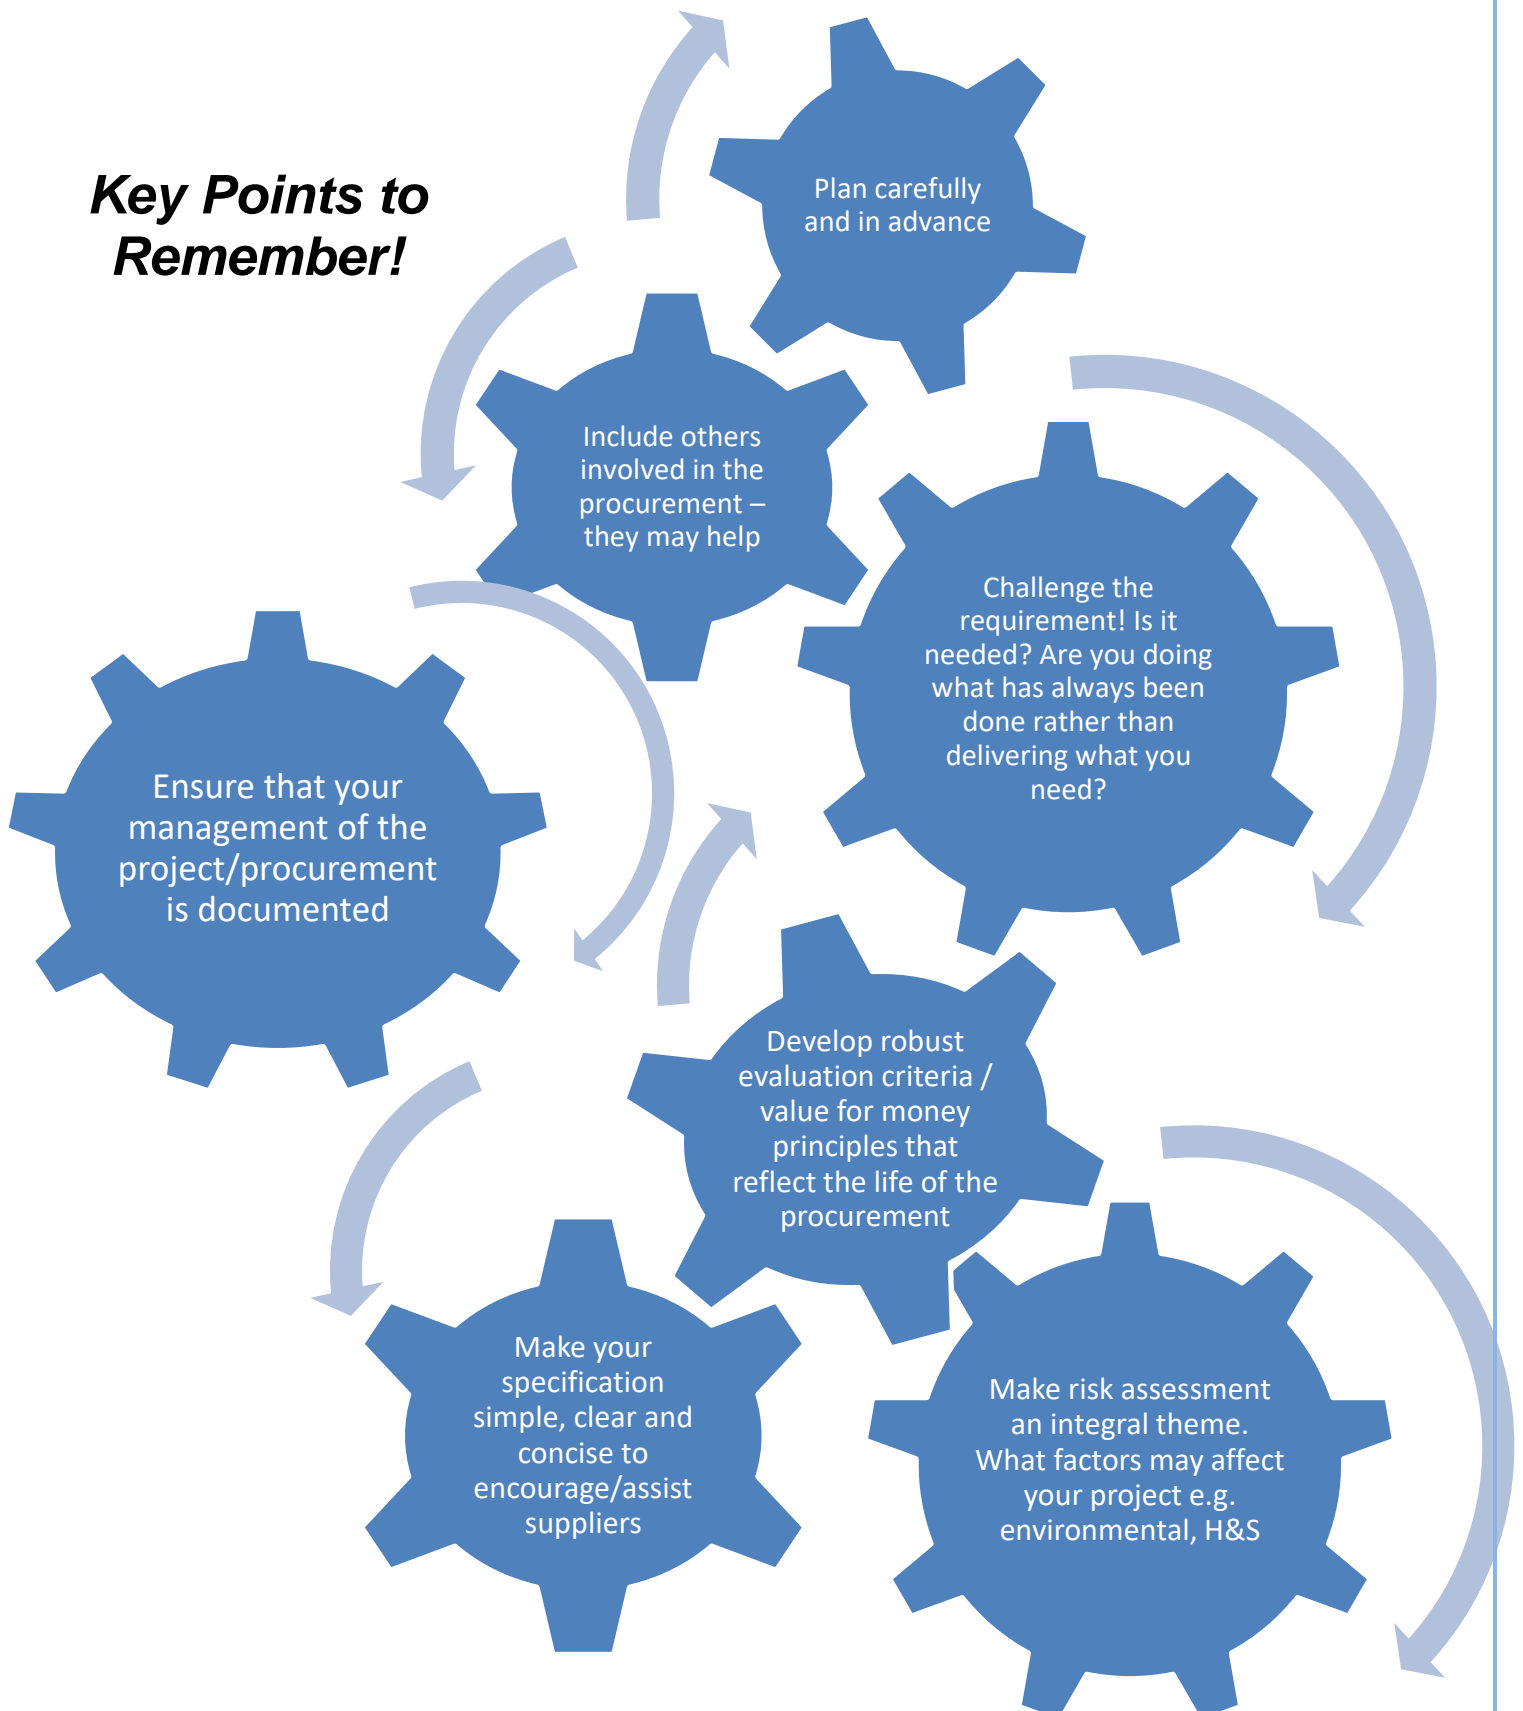 Key Points to
Remember!
Plan carefully
and in advance
Include others
involved in the
procurement –
they may help
Challenge the
requirement! Is it
needed? Are you doing
what has always been
done rather than
delivering what you
need?
Ensure that your
management of the
project/procurement
is documented
Develop robust
evaluation criteria /
value for money
principles that
reflect the life of the
procurement
Make your
specification
simple, clear and
concise to
encourage/assist
suppliers
Make risk assessment
an integral theme.
What factors may affect
your project e.g.
environmental, H&S